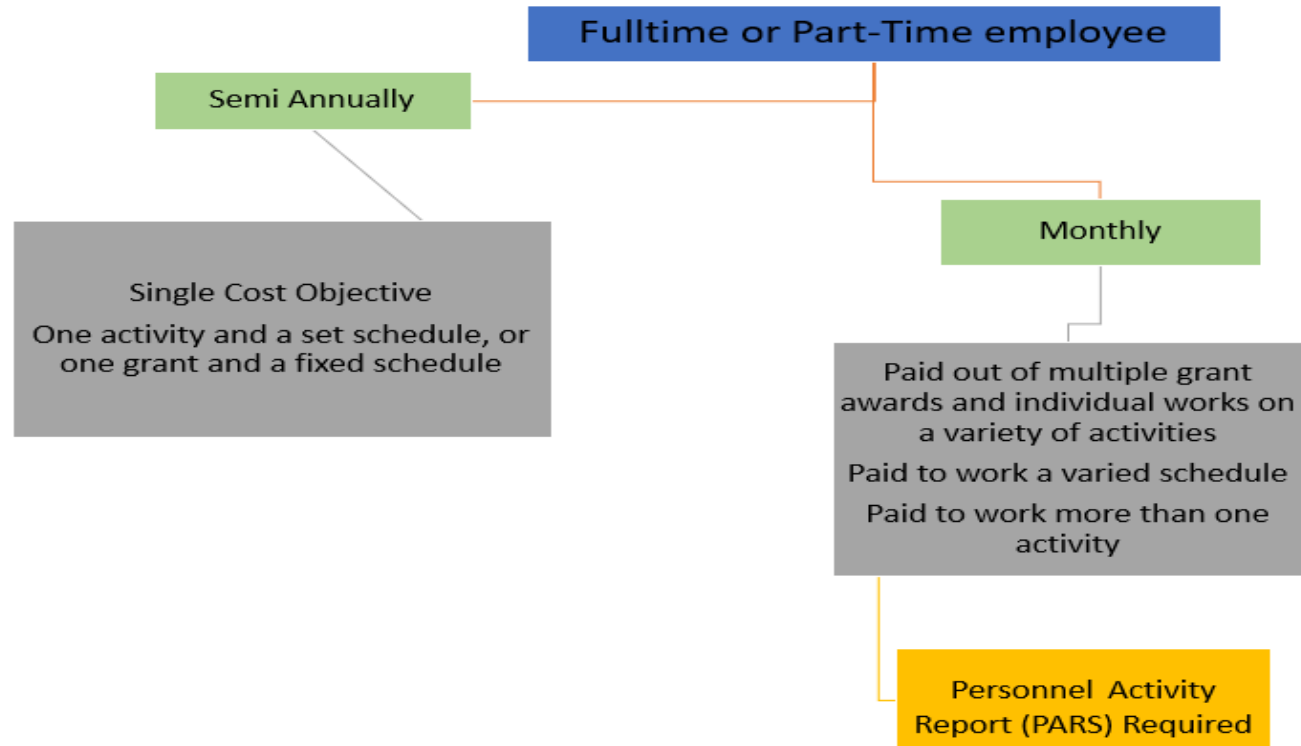 Fulltime or Part-Time employee
Semi Annually
Single Cost Objective
One activity and a set schedule, or
one grant and a fixed schedule
Monthly
Paid out of multiple grant
awards and individual works on
a variety of activities
Paid to work a varied schedule
Paid to work more than one
activity
Personnel Activity
Report (PARS) Required